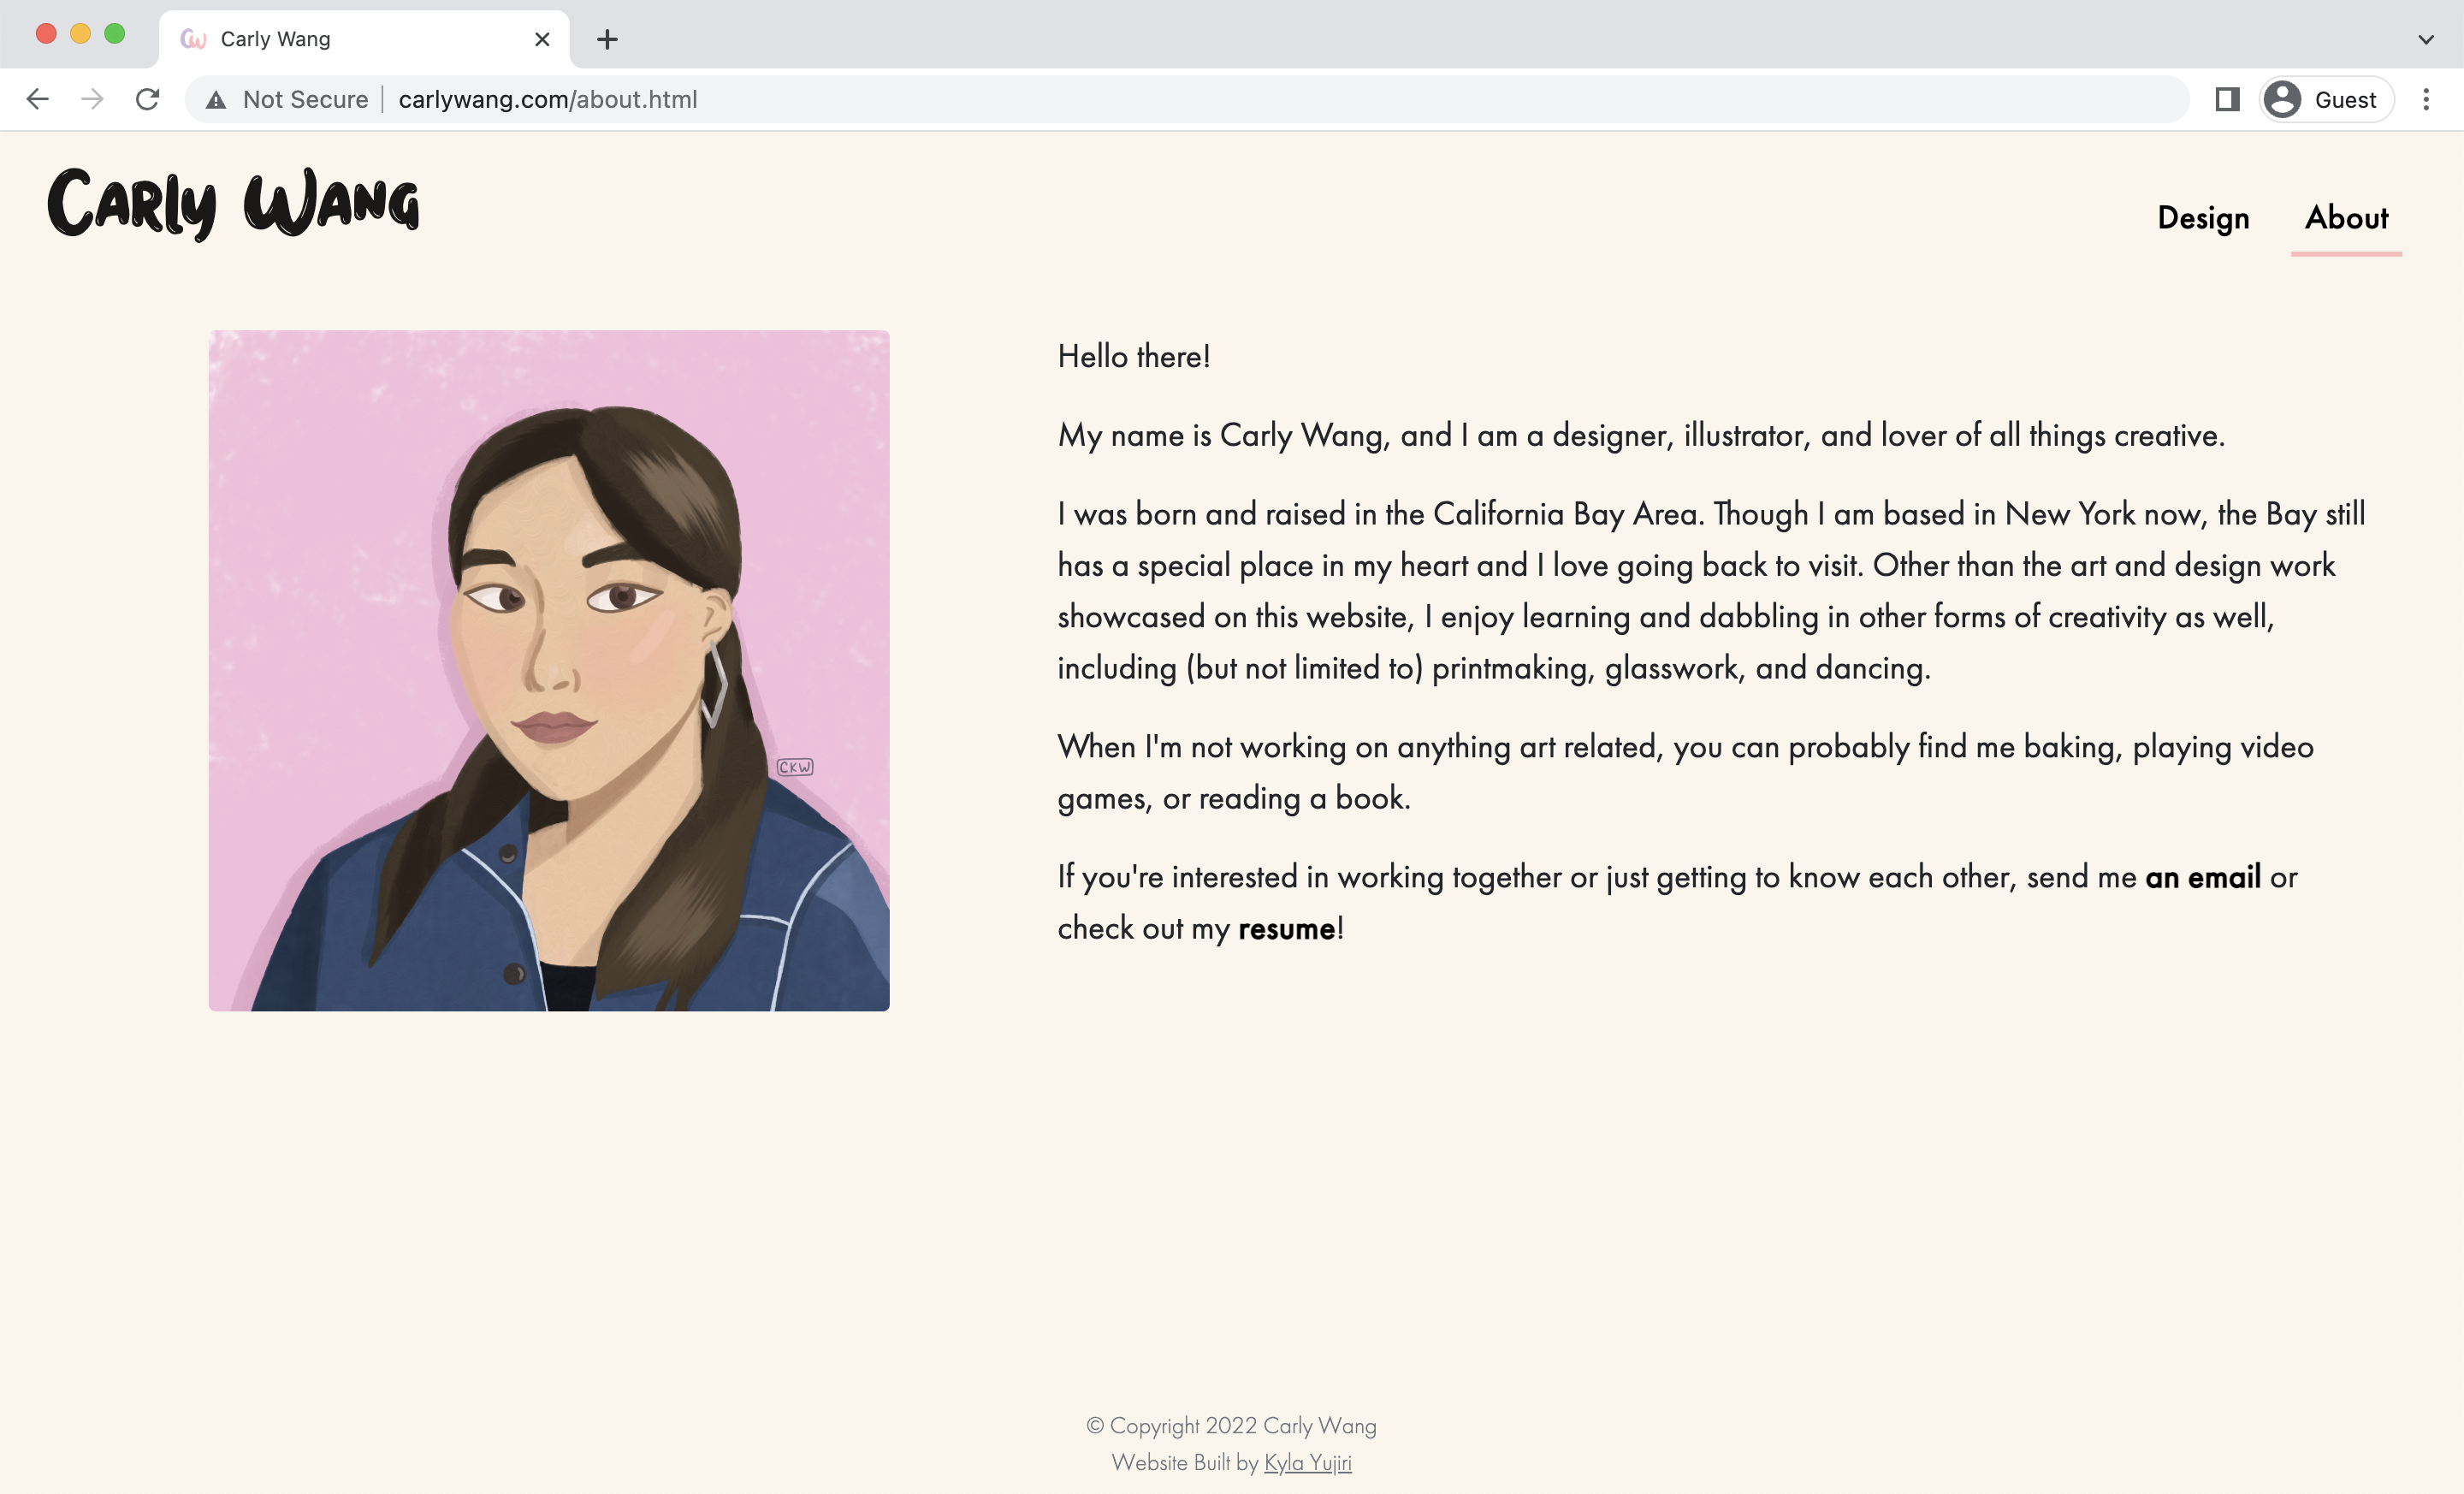 Carly Wang
Not Secure
carlywang.com/about.html
Guest
CARLY WANG
Design
About
Hello there!
My name is Carly Wang, and I am a designer, illustrator, and lover of all things creative.
I was born and raised in the California Bay Area. Though I am based in New York now, the Bay still
has a special place in my heart and I love going back to visit. Other than the art and design work
showcased on this website, I enjoy learning and dabbling in other forms of creativity as well,
including (but not limited to) printmaking, glasswork, and dancing.
CKW
When I'm not working on anything art related, you can probably find me baking, playing video
games, or reading a book.
If you're interested in working together or just getting to know each other, send me an email or
check out my resume!
© Copyright 2022 Carly Wang
Website Built by Kyla Yujiri